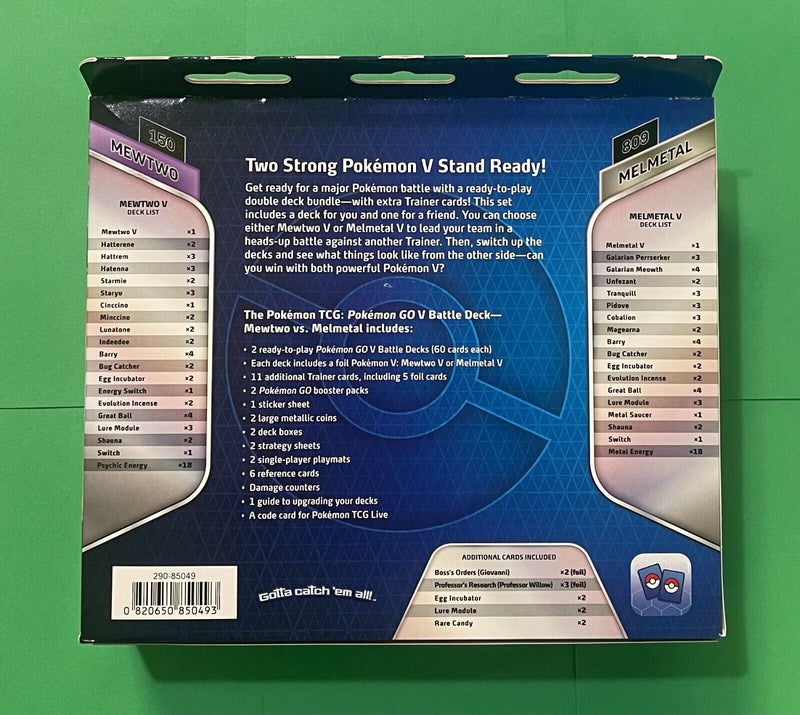 150
MEWTWO
MEWTWO V
DECK LIST
Mewtwo V ×1
Hatterene ×2
Hattrem ×3
Hatenna ×3
Starmie ×2
Staryu ×3
Cinccino ×1
Minccino ×2
Lunatone ×2
Indeedee ×2
Barry ×4
Bug Catcher ×2
Egg Incubator ×2
Energy Switch ×1
Evolution Incense ×2
Great Ball ×4
Lure Module ×3
Shauna ×2
Switch ×1
Psychic Energy ×18
Two Strong Pokémon V Stand Ready!
Get ready for a major Pokémon battle with a ready-to-play
double deck bundle—with extra Trainer cards! This set
includes a deck for you and one for a friend. You can choose
either Mewtwo V or Melmetal V to lead your team in a
heads-up battle against another Trainer. Then, switch up the
decks and see what things look like from the other side—can
you win with both powerful Pokémon V?
The Pokémon TCG: Pokémon GO V Battle Deck—
Mewtwo vs. Melmetal includes:
• 2 ready-to-play Pokémon GO V Battle Decks (60 cards each)
• Each deck includes a foil Pokémon V: Mewtwo V or Melmetal V
• 11 additional Trainer cards, including 5 foil cards
• 2 Pokémon GO booster packs
• 1 sticker sheet
• 2 large metallic coins
• 2 deck boxes
• 2 strategy sheets
• 2 single-player playmats
• 6 reference cards
• Damage counters
• 1 guide to upgrading your decks
• A code card for Pokémon TCG Live
809
MELMETAL
MELMETAL V
DECK LIST
Melmetal V ×1
Galarian Perrserker ×3
Galarian Meowth ×4
Unfezant ×2
Tranquill ×3
Pidove ×3
Cobalion ×3
Magearna ×2
Barry ×4
Bug Catcher ×2
Egg Incubator ×2
Evolution Incense ×2
Great Ball ×4
Lure Module ×3
Metal Saucer ×1
Shauna ×2
Switch ×1
Metal Energy ×18
290-85049
0 820650 850493
Gotta catch 'em all!™
ADDITIONAL CARDS INCLUDED
Boss's Orders (Giovanni) ×2 (foil)
Professor's Research (Professor Willow) ×3 (foil)
Egg Incubator ×2
Lure Module ×2
Rare Candy ×2